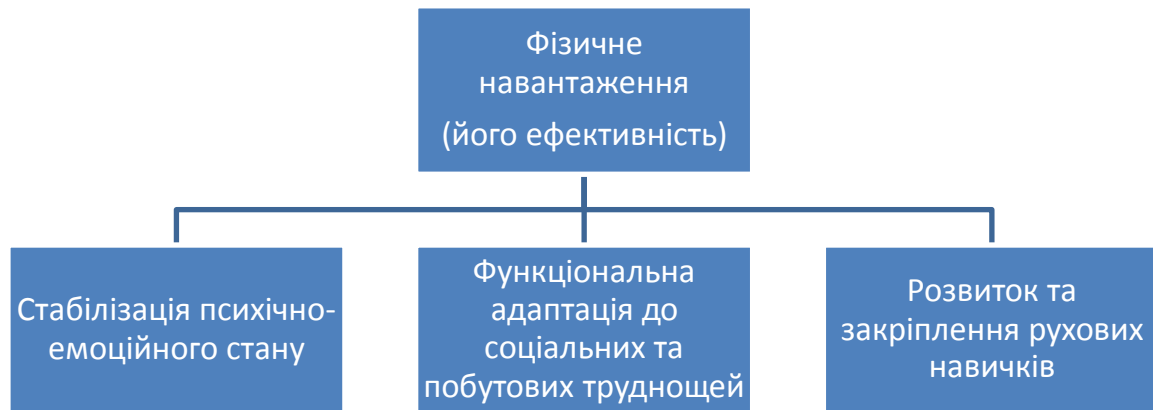 Фізичне
навантаження
(його ефективність)
Стабілізація психічно-
емоційного стану
Функціональна
адаптація до
соціальних та
побутових труднощей
Розвиток та
закріплення рухових
навичків